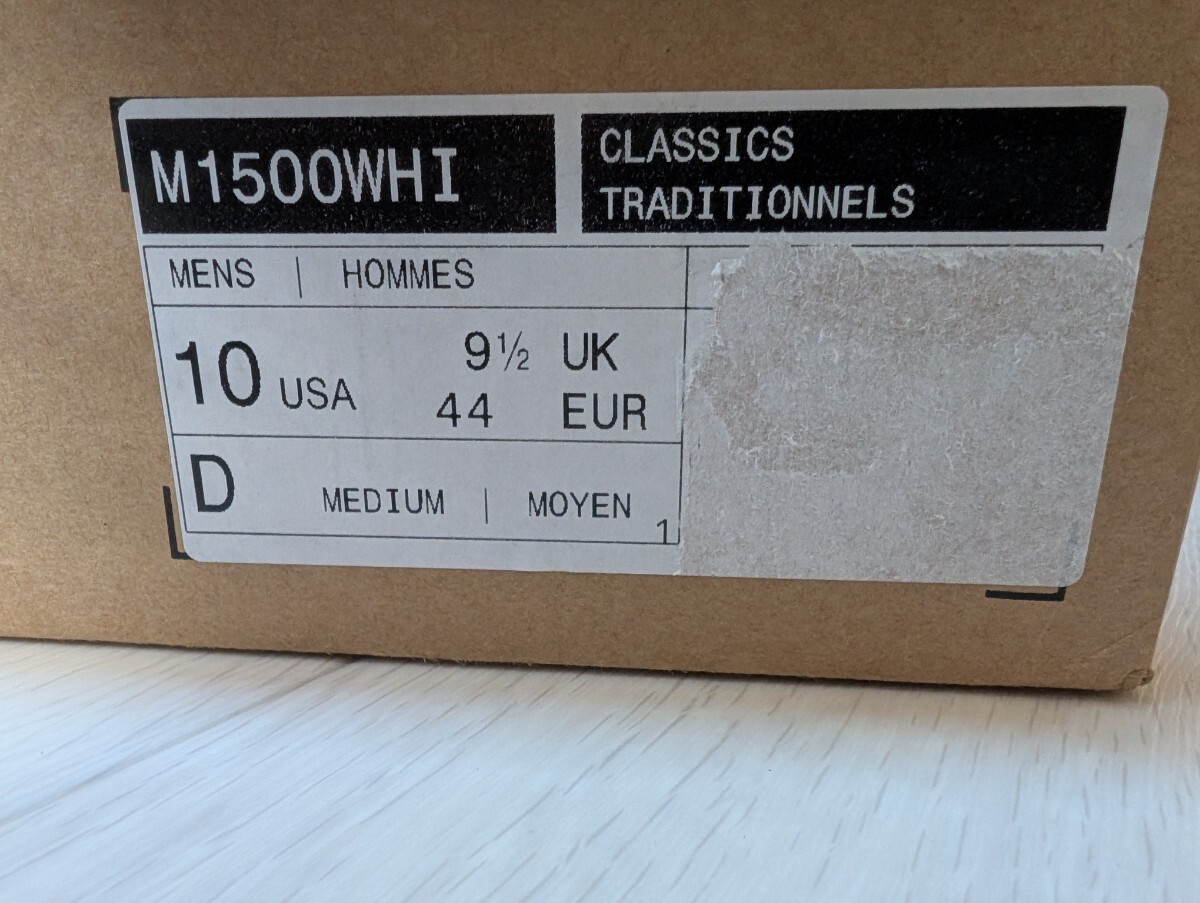 M1500WHI
CLASSICS
TRADITIONNELS
MENS | HOMMES
10 USA
9½ UK
44 EUR
D MEDIUM | MOYEN
1